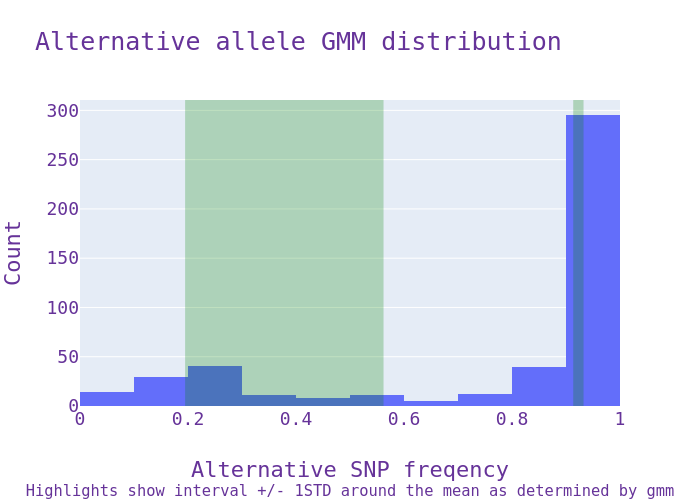 Alternative allele GMM distribution
Count
300
250
200
150
100
50
0
0 0.2 0.4 0.6 0.8 1
Alternative SNP freqency
Highlights show interval +/- 1STD around the mean as determined by gmm